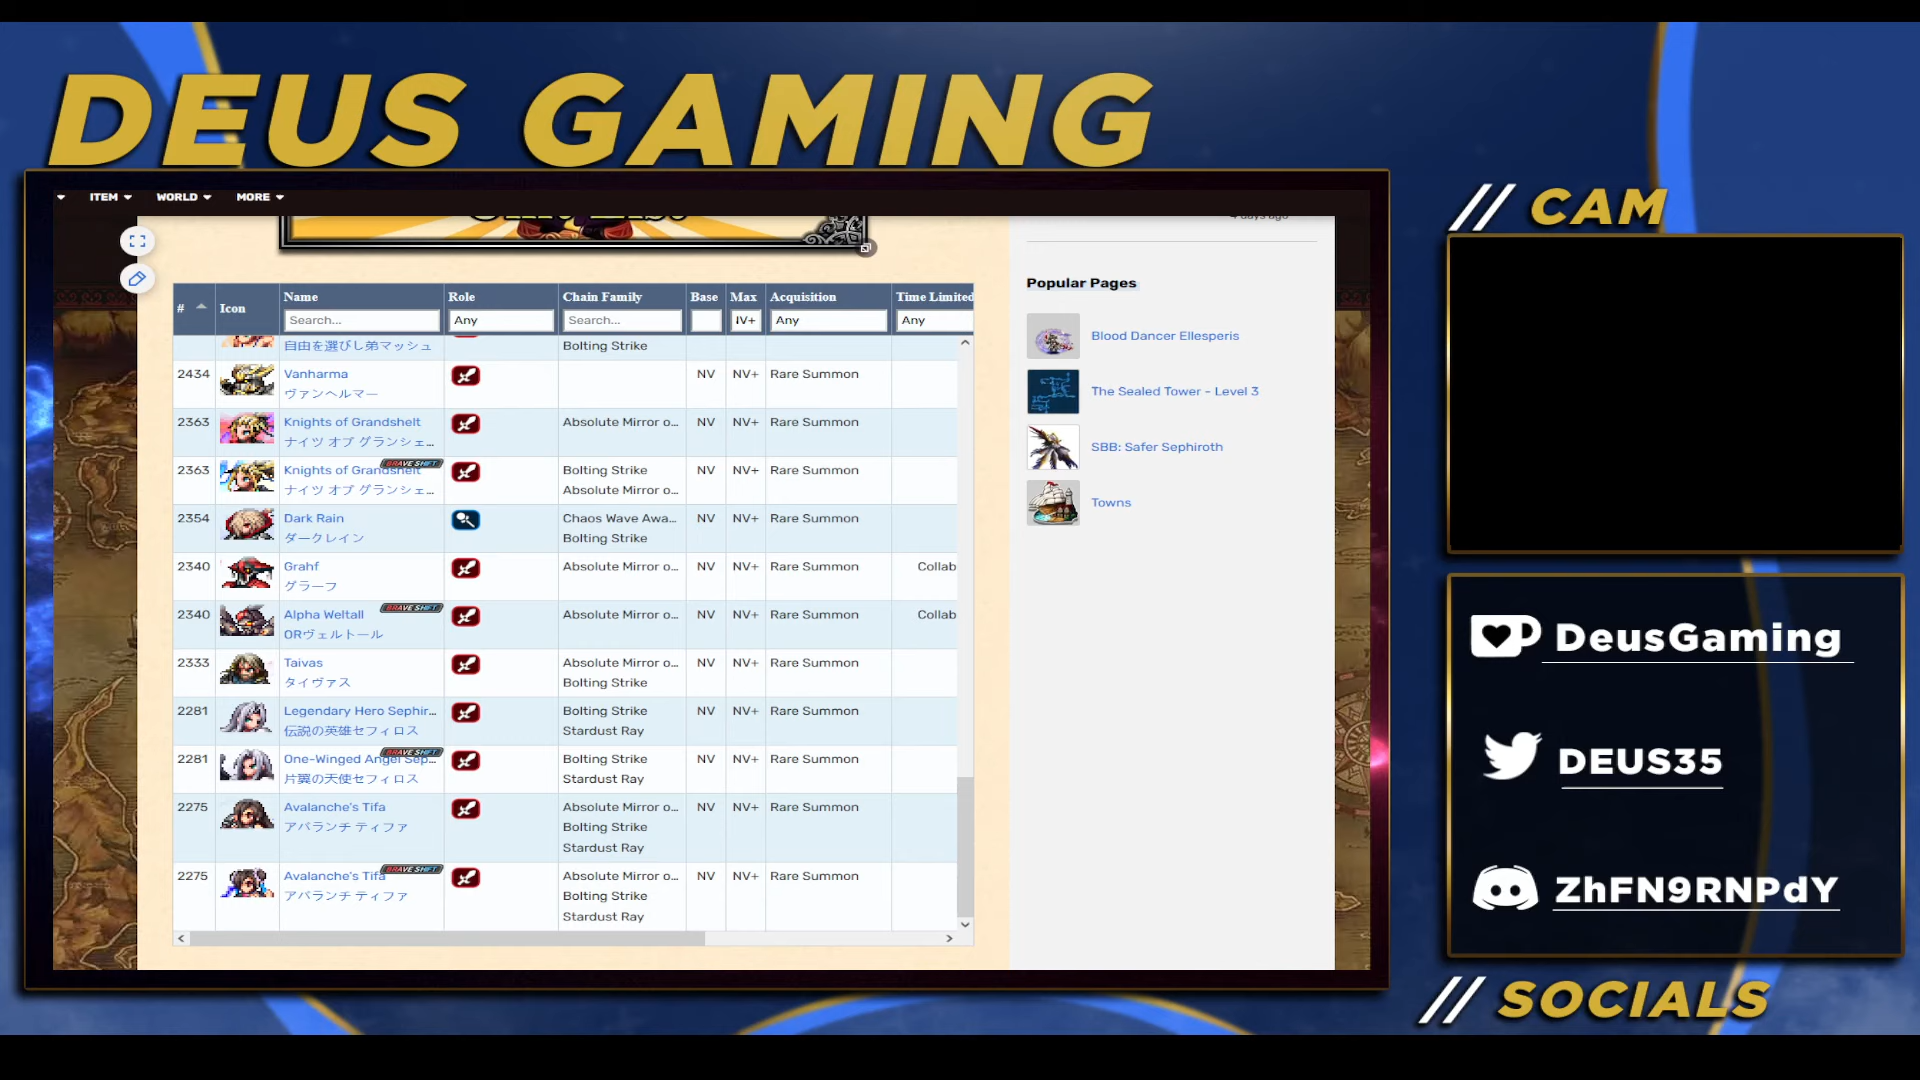 DEUS GAMING
ITEM WORLD MORE
4 days ago
# Icon Name Role Chain Family Base Max Acquisition Time Limited
Search... Any Search... IV+ Any Any
自由を選びし弟マッシュ Bolting Strike
2434 Vanharma NV NV+ Rare Summon
ヴァンヘルマー
2363 Knights of Grandshelt Absolute Mirror o... NV NV+ Rare Summon
ナイツ オブ グランシェ...
BRAVE SHIFT
2363 Knights of Grandshelt Bolting Strike NV NV+ Rare Summon
ナイツ オブ グランシェ... Absolute Mirror o...
2354 Dark Rain Chaos Wave Awa... NV NV+ Rare Summon
ダークレイン Bolting Strike
2340 Grahf Absolute Mirror o... NV NV+ Rare Summon Collab
グラーフ
BRAVE SHIFT
2340 Alpha Weltall Absolute Mirror o... NV NV+ Rare Summon Collab
ORヴェルトール
2333 Taivas Absolute Mirror o... NV NV+ Rare Summon
タイヴァス Bolting Strike
2281 Legendary Hero Sephir... Bolting Strike NV NV+ Rare Summon
伝説の英雄セフィロス Stardust Ray
BRAVE SHIFT
2281 One-Winged Angel Sep... Bolting Strike NV NV+ Rare Summon
片翼の天使セフィロス Stardust Ray
2275 Avalanche's Tifa Absolute Mirror o... NV NV+ Rare Summon
アバランチ ティファ Bolting Strike
Stardust Ray
BRAVE SHIFT
2275 Avalanche's Tifa Absolute Mirror o... NV NV+ Rare Summon
アバランチ ティファ Bolting Strike
Stardust Ray
Popular Pages
Blood Dancer Ellesperis
The Sealed Tower - Level 3
SBB: Safer Sephiroth
Towns
// CAM
DeusGaming
DEUS35
ZhFN9RNPdY
// SOCIALS